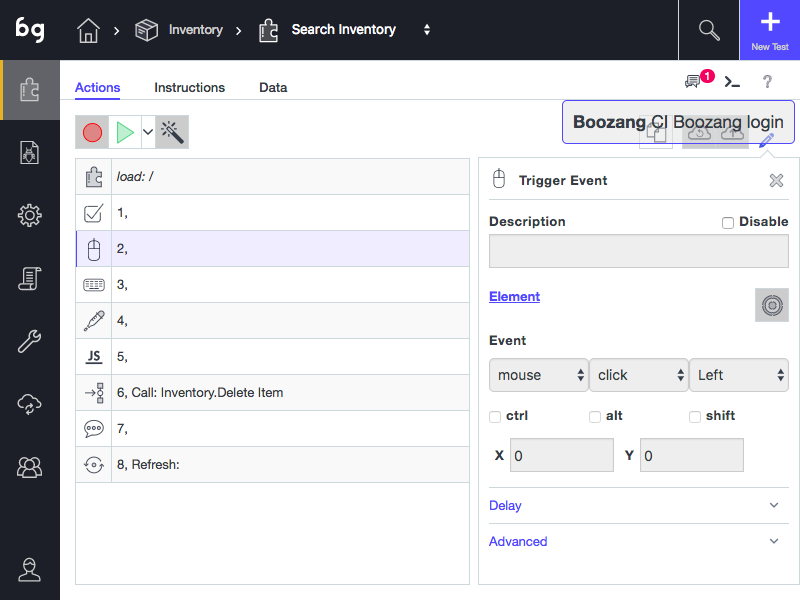 bg
Inventory
Search Inventory
New Test
Actions
Instructions
Data
1
?
Boozang CI Boozang login
load: /
1,
2,
3,
4,
JS
5,
6, Call: Inventory.Delete Item
7,
8, Refresh:
Trigger Event
Description
Disable
Element
Event
mouse
click
Left
ctrl
alt
shift
X
0
Y
0
Delay
Advanced